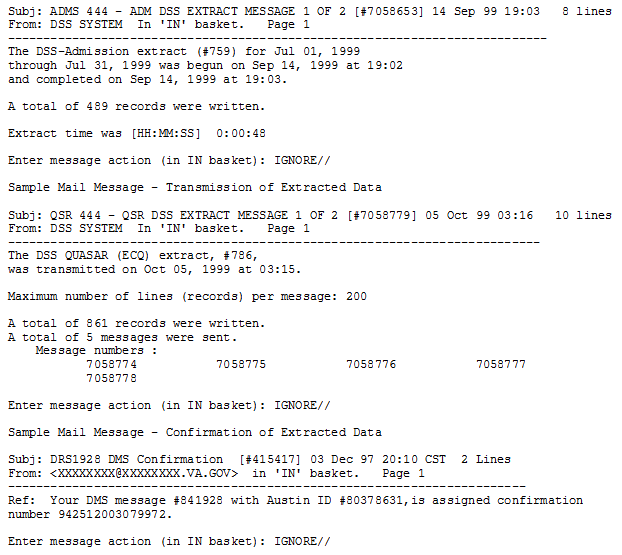 Subj: ADMS 444 - ADM DSS EXTRACT MESSAGE 1 OF 2 [#7058653] 14 Sep 99 19:03   8 lines
From: DSS SYSTEM  In 'IN' basket.   Page 1
------------------------------------------------------------------------------
The DSS-Admission extract (#759) for Jul 01, 1999
through Jul 31, 1999 was begun on Sep 14, 1999 at 19:02
and completed on Sep 14, 1999 at 19:03.
A total of 489 records were written.
Extract time was [HH:MM:SS]  0:00:48
Enter message action (in IN basket): IGNORE//
Sample Mail Message - Transmission of Extracted Data
Subj: QSR 444 - QSR DSS EXTRACT MESSAGE 1 OF 2 [#7058779] 05 Oct 99 03:16   10 lines
From: DSS SYSTEM  In 'IN' basket.   Page 1
-----------------------------------------------------------------------------
The DSS QUASAR (ECQ) extract, #786,
was transmitted on Oct 05, 1999 at 03:15.
Maximum number of lines (records) per message: 200
A total of 861 records were written.
A total of 5 messages were sent.
Message numbers :
7058774          7058775          7058776          7058777
7058778
Enter message action (in IN basket): IGNORE//
Sample Mail Message - Confirmation of Extracted Data
Subj: DRS1928 DMS Confirmation  [#415417] 03 Dec 97 20:10 CST  2 Lines
From: <XXXXXXXX@XXXXXXXX.VA.GOV>  in 'IN' basket.   Page 1
---------------------------------------------------------------------------
Ref:  Your DMS message #841928 with Austin ID #80378631,is assigned confirmation
number 942512003079972.
Enter message action (in IN basket): IGNORE//